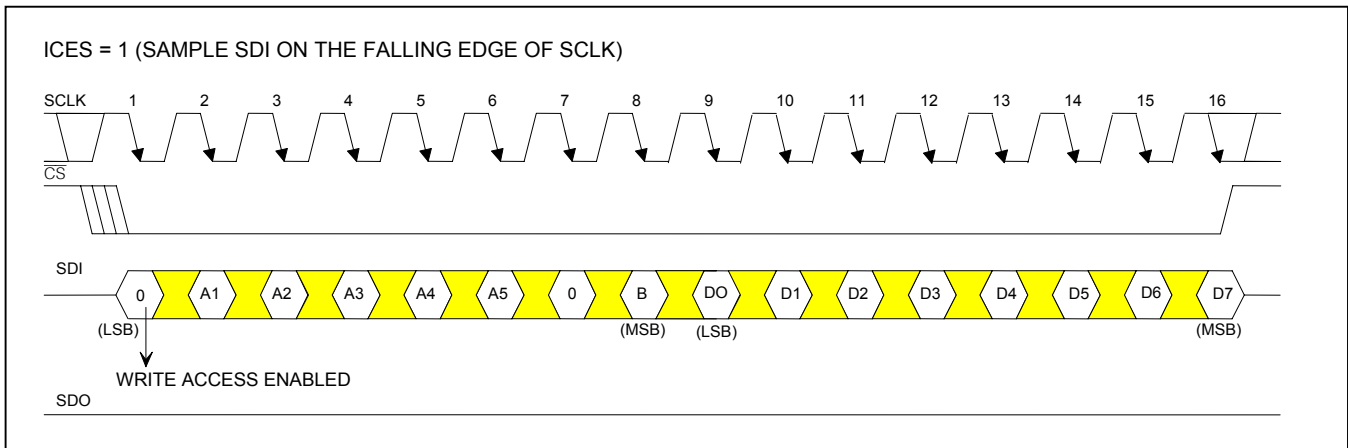 ICES = 1 (SAMPLE SDI ON THE FALLING EDGE OF SCLK)
SCLK 1 2 3 4 5 6 7 8 9 10 11 12 13 14 15 16
CS
SDI
0 A1 A2 A3 A4 A5 0 B DO D1 D2 D3 D4 D5 D6 D7
(LSB) (MSB) (LSB) (MSB)
WRITE ACCESS ENABLED
SDO